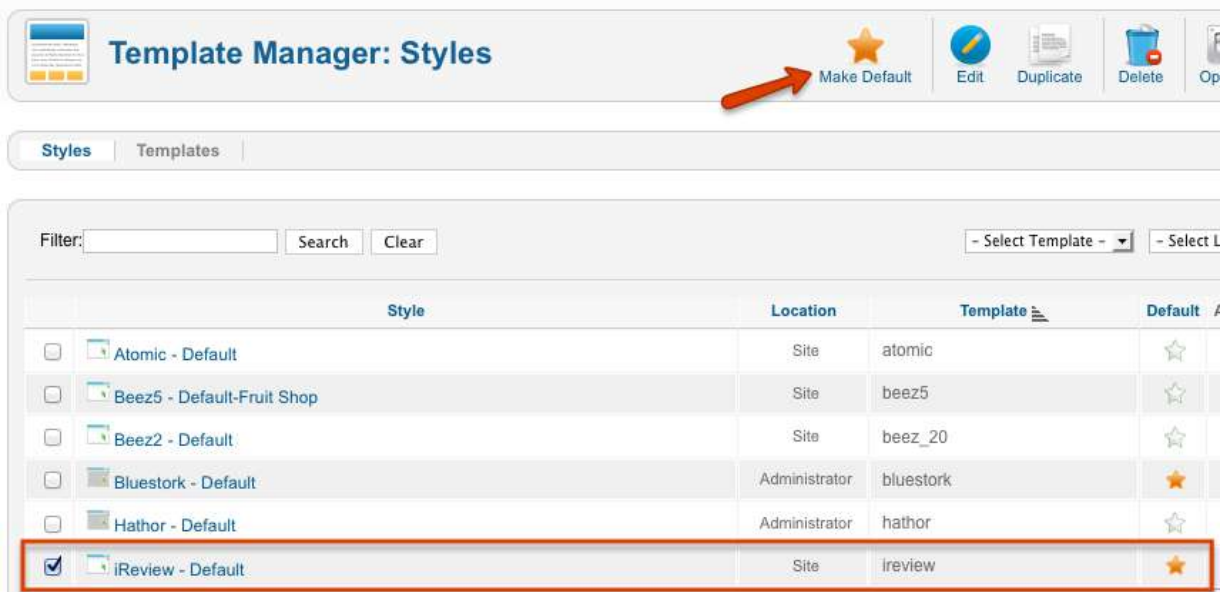 Template Manager: Styles
Make Default
Edit
Duplicate
Delete
Op
Styles
Templates
Filter:
Search
Clear
- Select Template -
- Select L
Style Location Template Default A
Atomic - Default Site atomic
Beez5 - Default-Fruit Shop Site beez5
Beez2 - Default Site beez_20
Bluestork - Default Administrator bluestork
Hathor - Default Administrator hathor
iReview - Default Site ireview